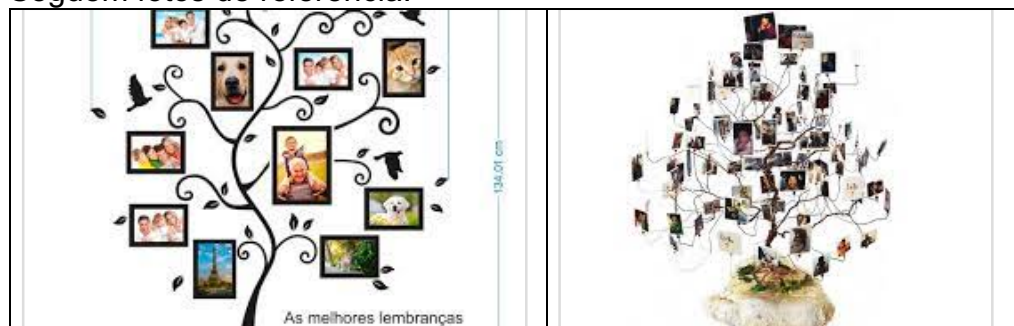 Seguem fotos de referência:
134,01 cm
As melhores lembranças